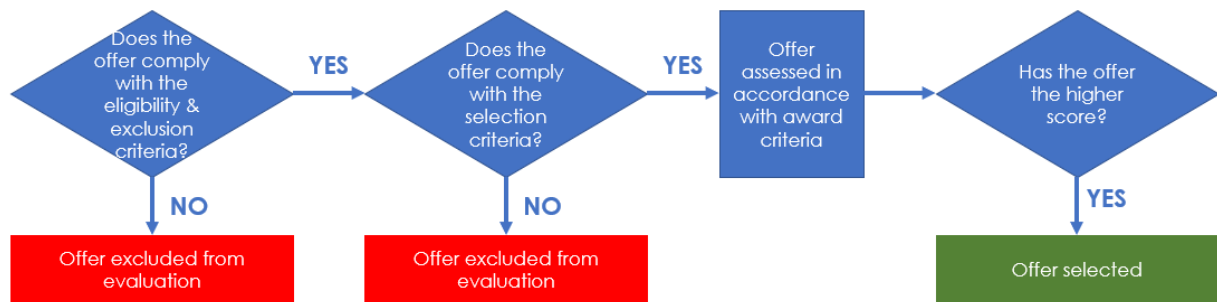 Does the
offer comply
with the
eligibility &
exclusion
criteria?
YES
Does the
offer comply
with the
selection
criteria?
YES
Offer
assessed in
accordance
with award
criteria
Has the offer
the higher
score?
NO
NO
YES
Offer excluded from
evaluation
Offer excluded from
evaluation
Offer selected